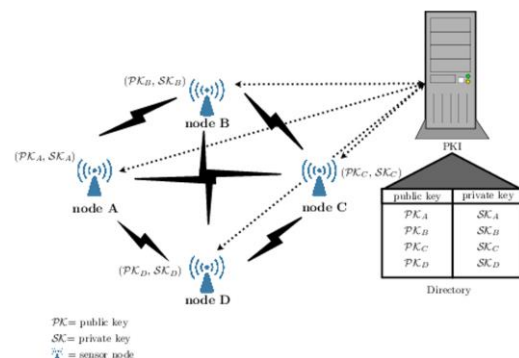 (PK_B, SK_B)
node B
PKI
(PK_A, SK_A)
(PK_C, SK_C)
node A
node C
public key private key
PK_A SK_A
PK_B SK_B
PK_C SK_C
PK_D SK_D
(PK_D, SK_D)
node D
Directory
PK= public key
SK= private key
= sensor node